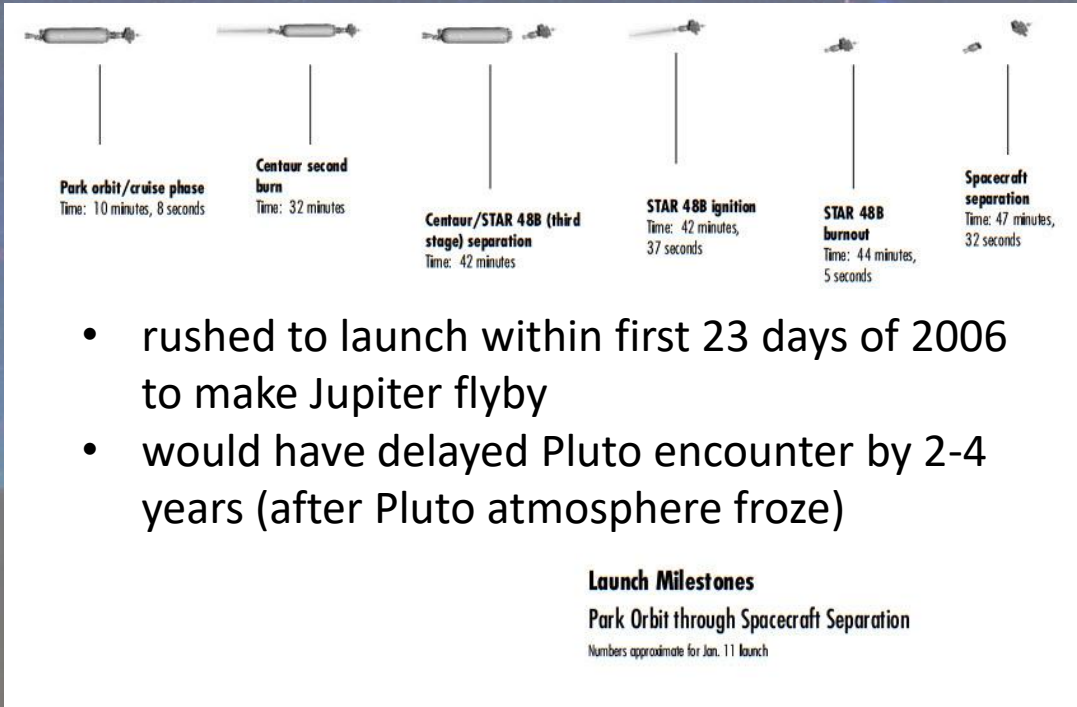 Park orbit/cruise phase
Time: 10 minutes, 8 seconds
Centaur second
burn
Time: 32 minutes
Centaur/STAR 48B (third
stage) separation
Time: 42 minutes
STAR 48B ignition
Time: 42 minutes,
37 seconds
STAR 48B
burnout
Time: 44 minutes,
5 seconds
Spacecraft
separation
Time: 47 minutes,
32 seconds
• rushed to launch within first 23 days of 2006
to make Jupiter flyby
• would have delayed Pluto encounter by 2-4
years (after Pluto atmosphere froze)
Launch Milestones
Park Orbit through Spacecraft Separation
Numbers approximate for Jan. 11 launch